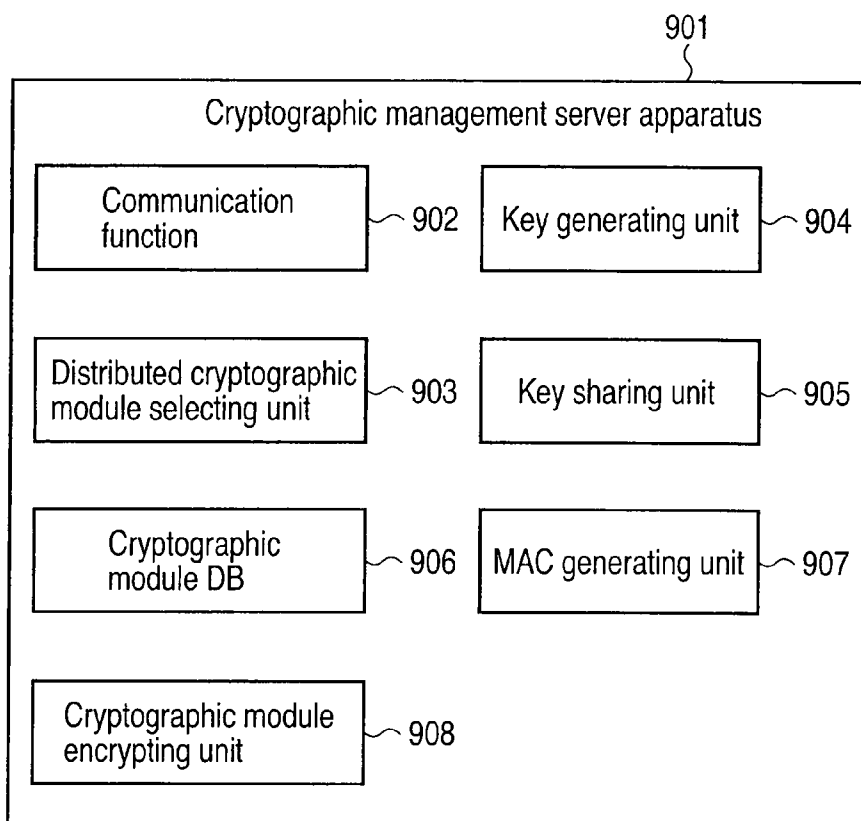 901
Cryptographic management server apparatus
Communication
function
902
Key generating unit
904
Distributed cryptographic
module selecting unit
903
Key sharing unit
905
Cryptographic
module DB
906
MAC generating unit
907
Cryptographic module
encrypting unit
908